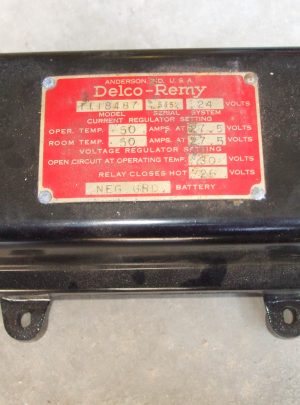 ANDERSON, IND., U.S.A.
Delco-Remy
1118487 24 VOLTS
MODEL SERIAL SYSTEM
CURRENT REGULATOR SETTING
OPER. TEMP. 50 AMPS. AT 27.5 VOLTS
ROOM TEMP. 50 AMPS. AT 27.5 VOLTS
VOLTAGE REGULATOR SETTING
OPEN CIRCUIT AT OPERATING TEMP. 30 VOLTS
RELAY CLOSES HOT 26 VOLTS
NEG. GRD. BATTERY